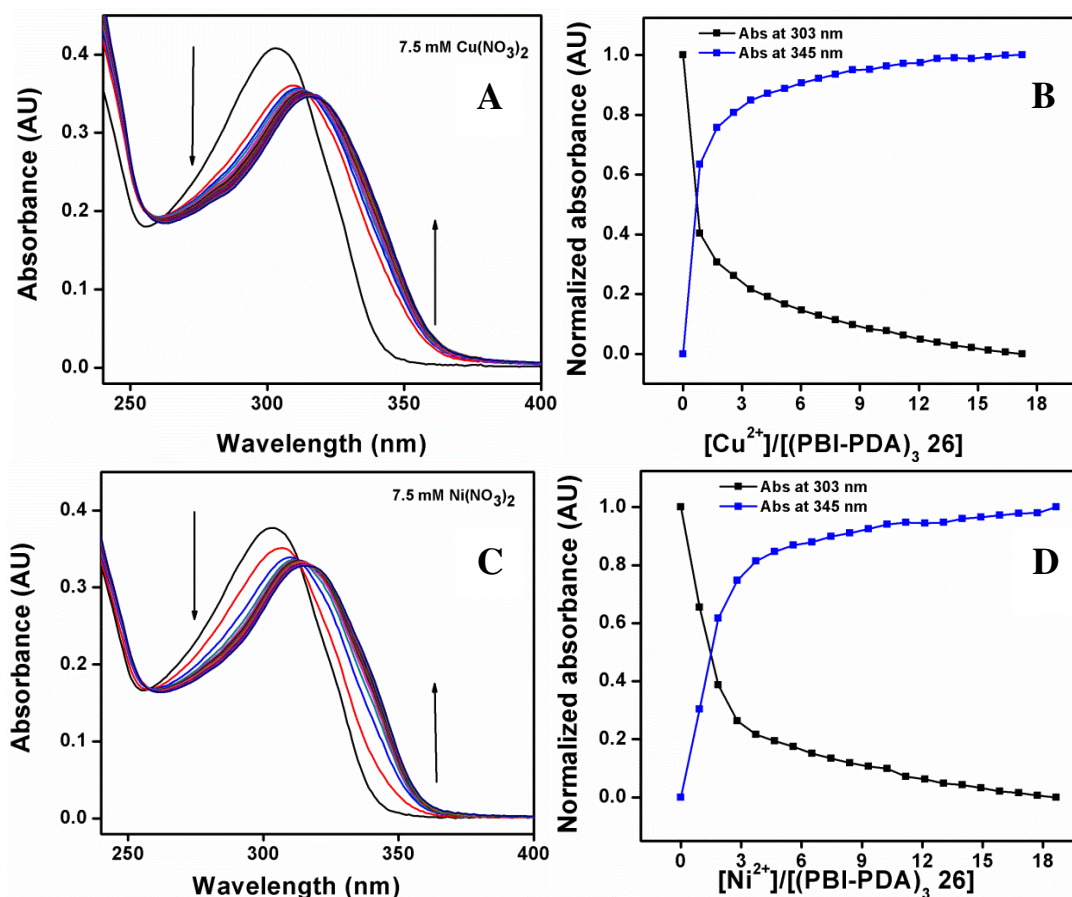 7.5 mM Cu(NO3)2
A
Absorbance (AU)
0.4
0.3
0.2
0.1
0.0
250 300 350 400
Wavelength (nm)
Abs at 303 nm
Abs at 345 nm
B
Normalized absorbance (AU)
1.0
0.8
0.6
0.4
0.2
0.0
0 3 6 9 12 15 18
[Cu2+]/[(PBI-PDA)3 26]
7.5 mM Ni(NO3)2
C
Absorbance (AU)
0.4
0.3
0.2
0.1
0.0
250 300 350 400
Wavelength (nm)
Abs at 303 nm
Abs at 345 nm
D
Normalized absorbance (AU)
1.0
0.8
0.6
0.4
0.2
0.0
0 3 6 9 12 15 18
[Ni2+]/[(PBI-PDA)3 26]